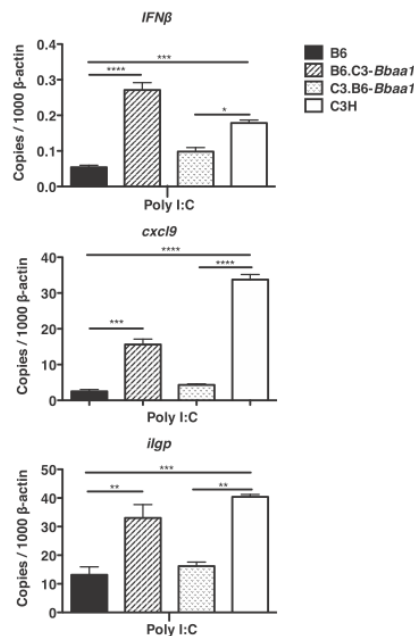 IFNβ
Copies / 1000 β-actin
0.4
0.3
0.2
0.1
0.0
***
****
*
Poly I:C
B6
B6.C3-Bbaa1
C3.B6-Bbaa1
C3H
cxcl9
Copies / 1000 β-actin
40
30
20
10
0
****
****
***
Poly I:C
iIgp
Copies / 1000 β-actin
50
40
30
20
10
0
***
**
**
Poly I:C